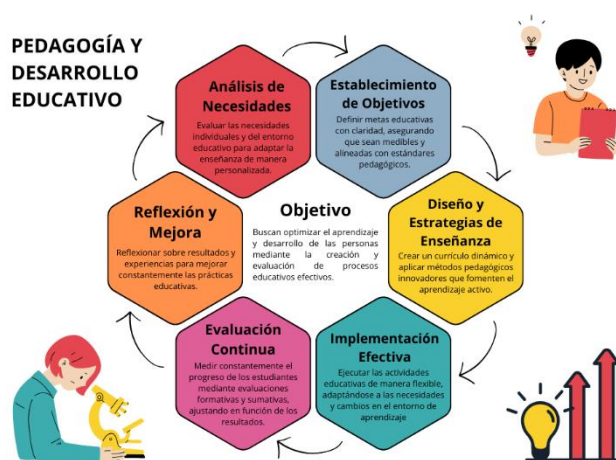 PEDAGOGÍA Y
DESARROLLO
EDUCATIVO
Análisis de
Necesidades
Evaluar las necesidades
individuales y del entorno
educativo para adaptar la
enseñanza de manera
personalizada.
Establecimiento
de Objetivos
Definir metas educativas
con claridad, asegurando
que sean medibles y
alineadas con estándares
pedagógicos.
Diseño y
Estrategias de
Enseñanza
Crear un currículo dinámico y
aplicar métodos pedagógicos
innovadores que fomenten el
aprendizaje activo.
Implementación
Efectiva
Ejecutar las actividades
educativas de manera flexible,
adaptándose a las necesidades
y cambios en el entorno de
aprendizaje
Evaluación
Continua
Medir constantemente el
progreso de los estudiantes
mediante evaluaciones
formativas y sumativas,
ajustando en función de los
resultados.
Reflexión y
Mejora
Reflexionar sobre resultados y
experiencias para mejorar
constantemente las prácticas
educativas.
Objetivo
Buscan optimizar el aprendizaje
y desarrollo de las personas
mediante la creación y
evaluación de procesos
educativos efectivos.